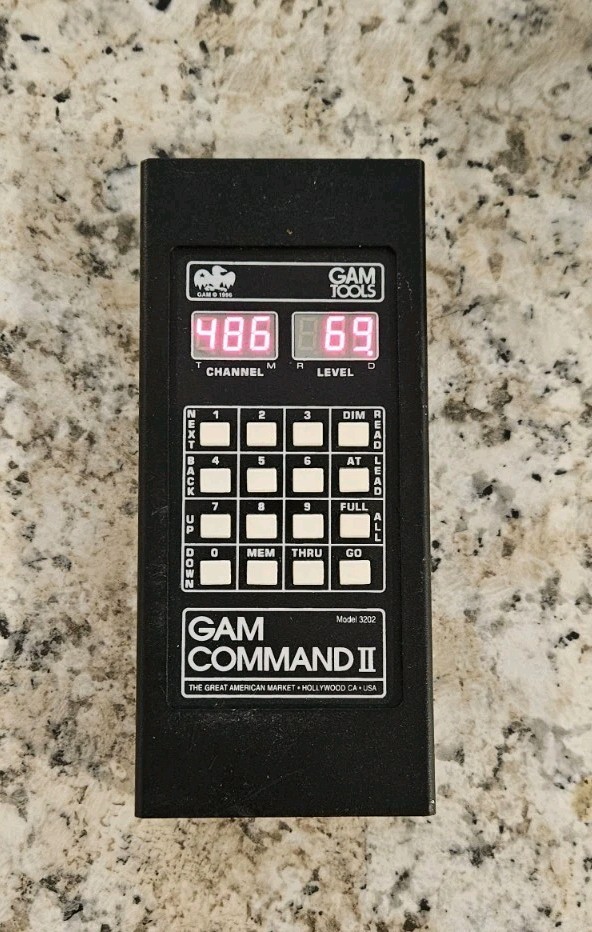 GAM © 1996
GAM
TOOLS
486 69.
T M R D
CHANNEL LEVEL
NEXT 1 2 3 DIM READ
BACK 4 5 6 AT LEAD
UP 7 8 9 FULL ALL
DOWN 0 MEM THRU GO
Model 3202
GAM
COMMAND II
THE GREAT AMERICAN MARKET • HOLLYWOOD CA • USA